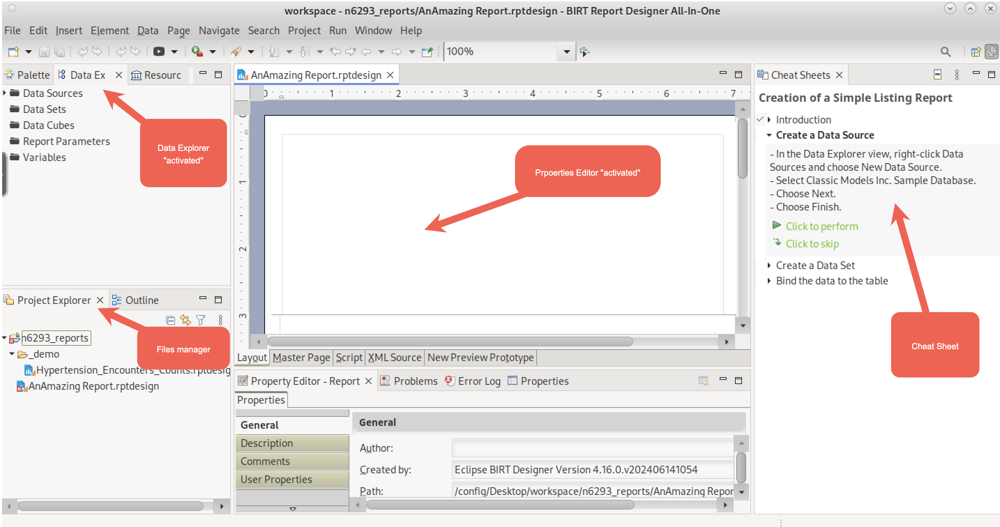 workspace - n6293_reports/AnAmazing Report.rptdesign - BIRT Report Designer All-In-One
File Edit Insert Element Data Page Navigate Search Project Run Window Help
100%
Palette Data Ex Resourc
Data Sources
Data Sets
Data Cubes
Report Parameters
Variables
Data Explorer
"activated"
Project Explorer Outline
n6293_reports
_demo
Hypertension_Encounters_Counts.rptdesig
AnAmazing Report.rptdesign
Files manager
AnAmazing Report.rptdesign
0 1 2 3 4 5 6 7
0
1
2
3
Prpoerties Editor "activated"
Layout Master Page Script XML Source New Preview Prototype
Property Editor - Report Problems Error Log Properties
Properties
General
Description
Comments
User Properties
General
Author:
Created by: Eclipse BIRT Designer Version 4.16.0.v202406141054
Path: /config/Desktop/workspace/n6293_reports/AnAmazing Repor
Cheat Sheets
Creation of a Simple Listing Report
Introduction
Create a Data Source
- In the Data Explorer view, right-click Data
Sources and choose New Data Source.
- Select Classic Models Inc. Sample Database.
- Choose Next.
- Choose Finish.
Click to perform
Click to skip
Create a Data Set
Bind the data to the table
Cheat Sheet